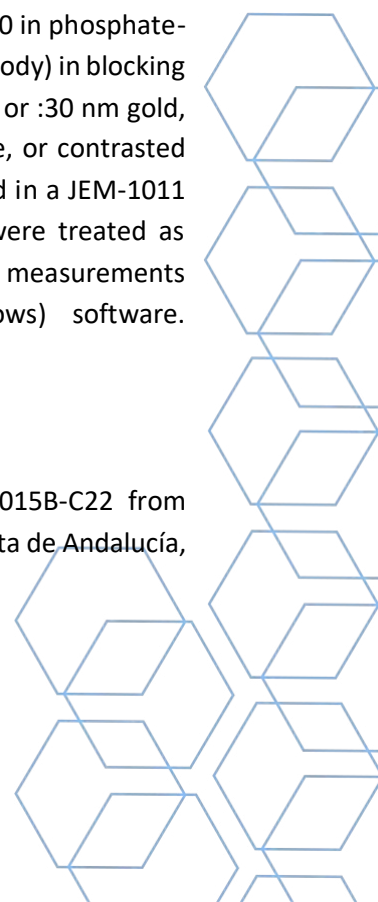 0 in phosphate-
ody) in blocking
or :30 nm gold,
e, or contrasted
d in a JEM-1011
were treated as
measurements
ows) software.
015B-C22 from
ta de Andalucía,